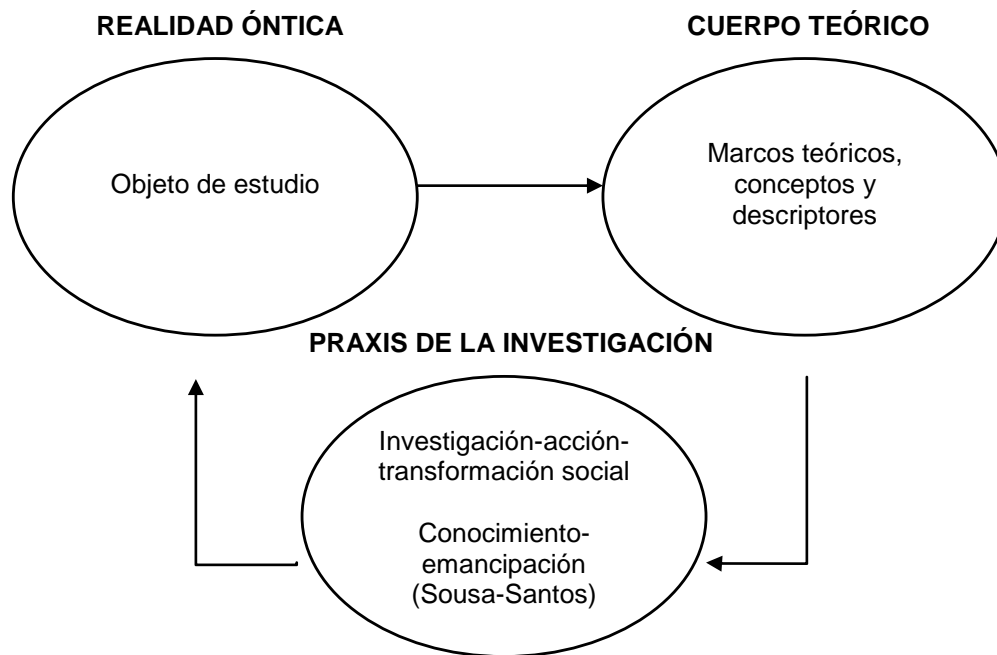 REALIDAD ÓNTICA
CUERPO TEÓRICO
Objeto de estudio
Marcos teóricos,
conceptos y
descriptores
PRAXIS DE LA INVESTIGACIÓN
Investigación-acción-
transformación social
Conocimiento-
emancipación
(Sousa-Santos)